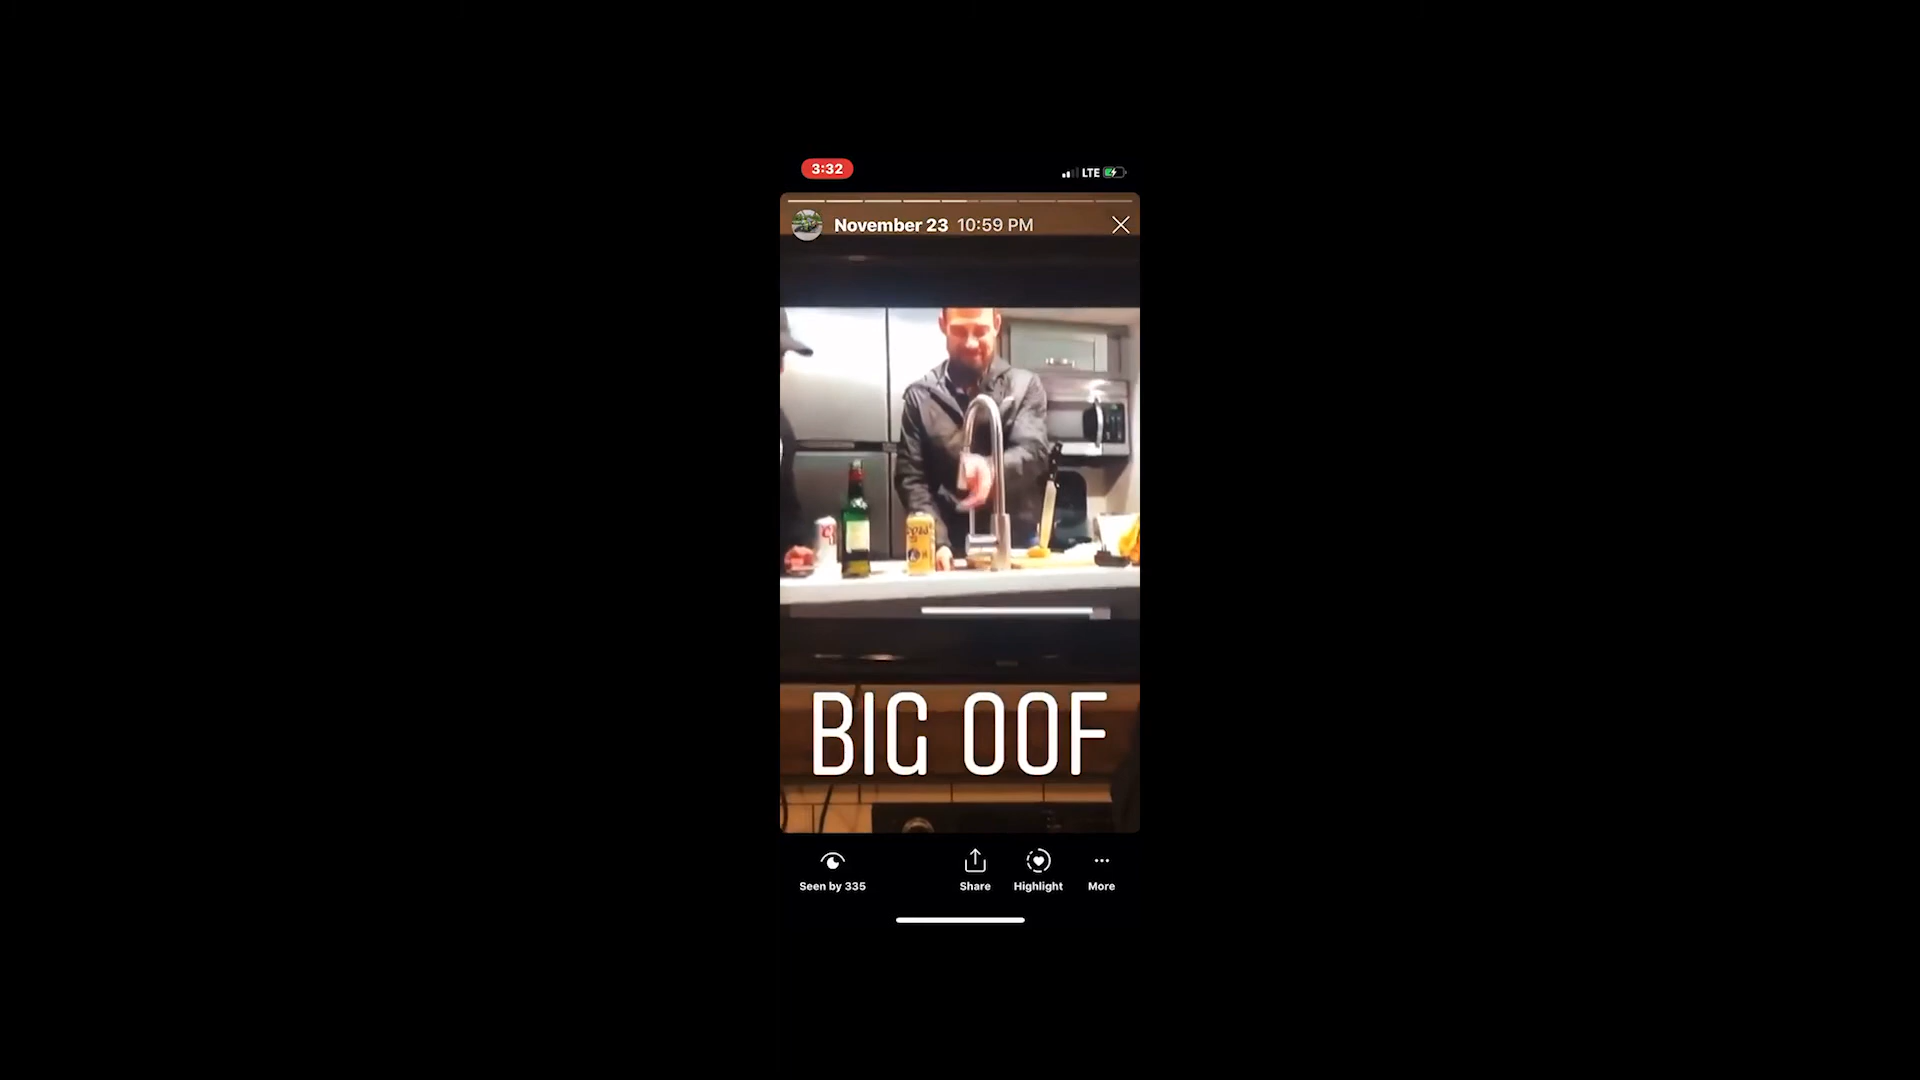 3:32
LTE
November 23 10:59 PM
BIG OOF
Seen by 335
Share
Highlight
More